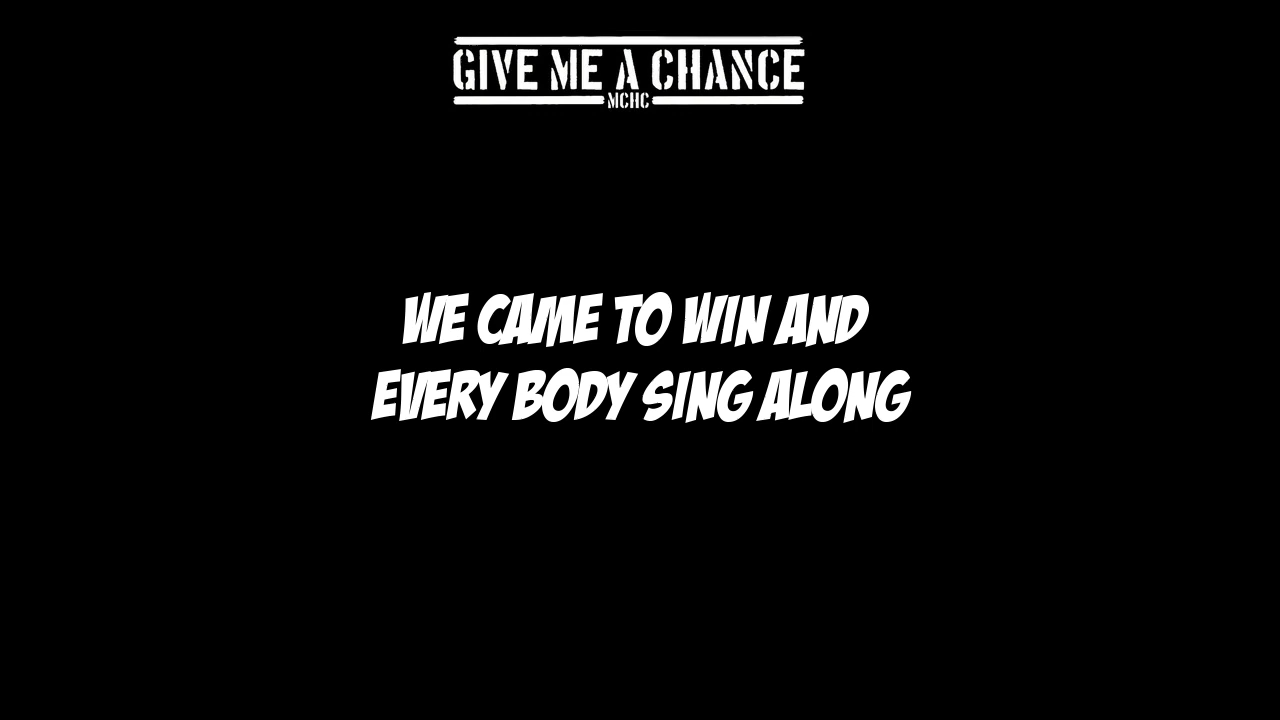 GIVE ME A CHANCE
MCHC
WE CAME TO WIN AND
EVERY BODY SING ALONG